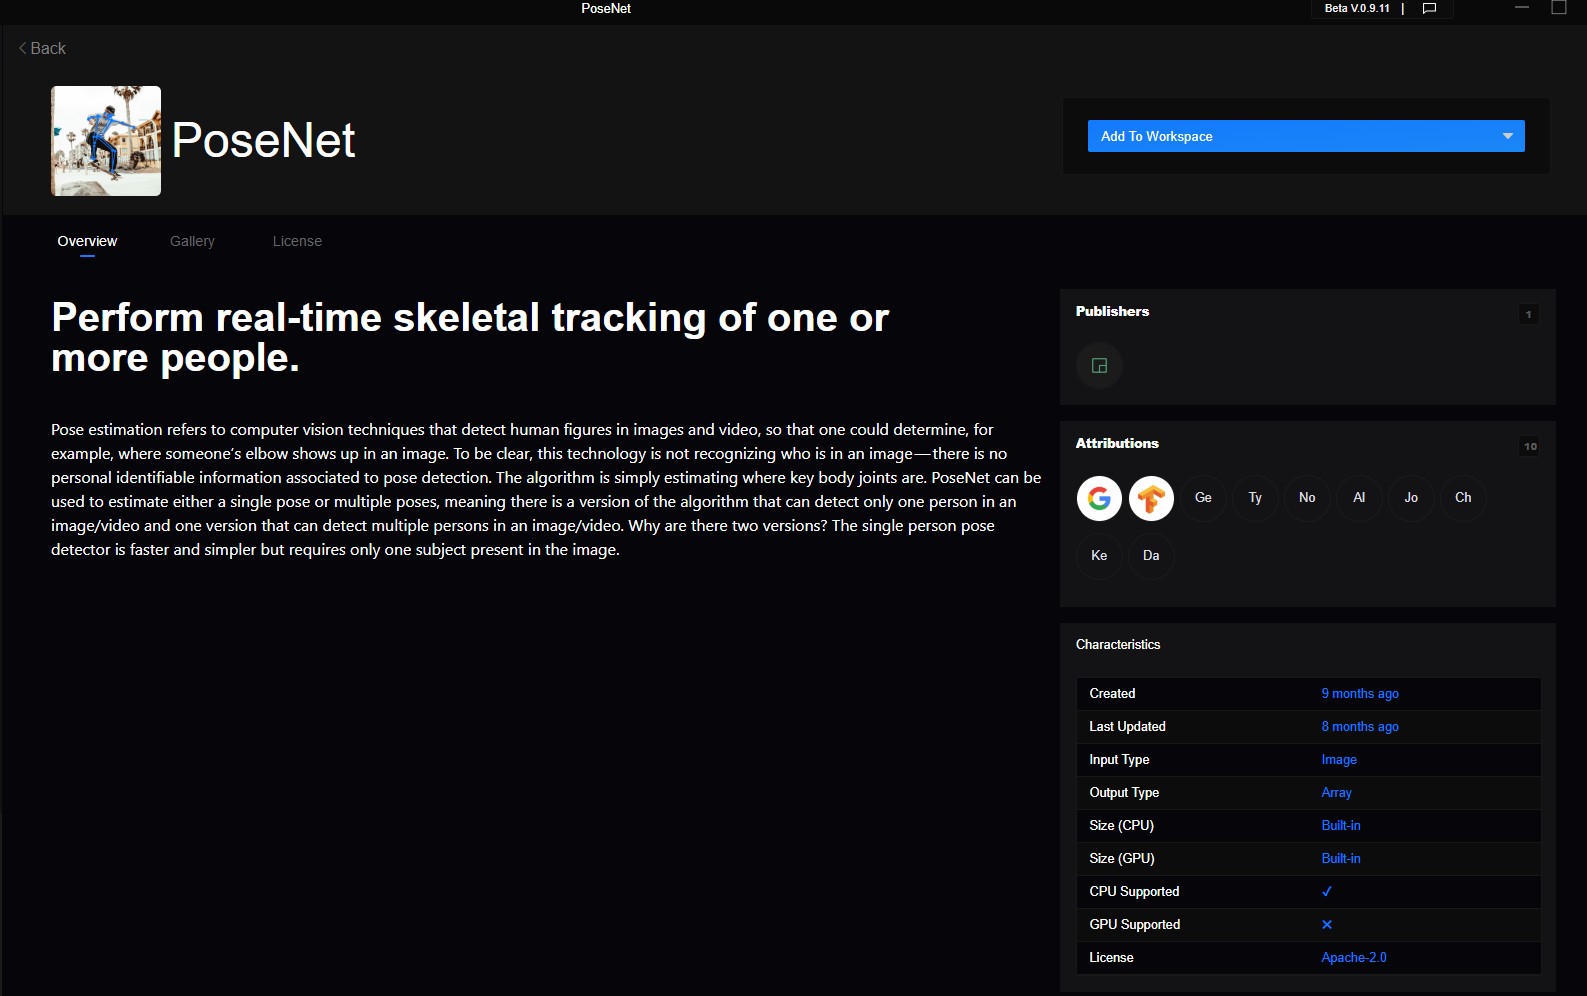 PoseNet
Beta V.0.9.11 |
Back
PoseNet
Add To Workspace
Overview
Gallery
License
Perform real-time skeletal tracking of one or
more people.
Pose estimation refers to computer vision techniques that detect human figures in images and video, so that one could determine, for
example, where someone’s elbow shows up in an image. To be clear, this technology is not recognizing who is in an image — there is no
personal identifiable information associated to pose detection. The algorithm is simply estimating where key body joints are. PoseNet can be
used to estimate either a single pose or multiple poses, meaning there is a version of the algorithm that can detect only one person in an
image/video and one version that can detect multiple persons in an image/video. Why are there two versions? The single person pose
detector is faster and simpler but requires only one subject present in the image.
Publishers
1
Attributions
10
G
Ge
Ty
No
Al
Jo
Ch
Ke
Da
Characteristics
Created 9 months ago
Last Updated 8 months ago
Input Type Image
Output Type Array
Size (CPU) Built-in
Size (GPU) Built-in
CPU Supported ✓
GPU Supported ✕
License Apache-2.0